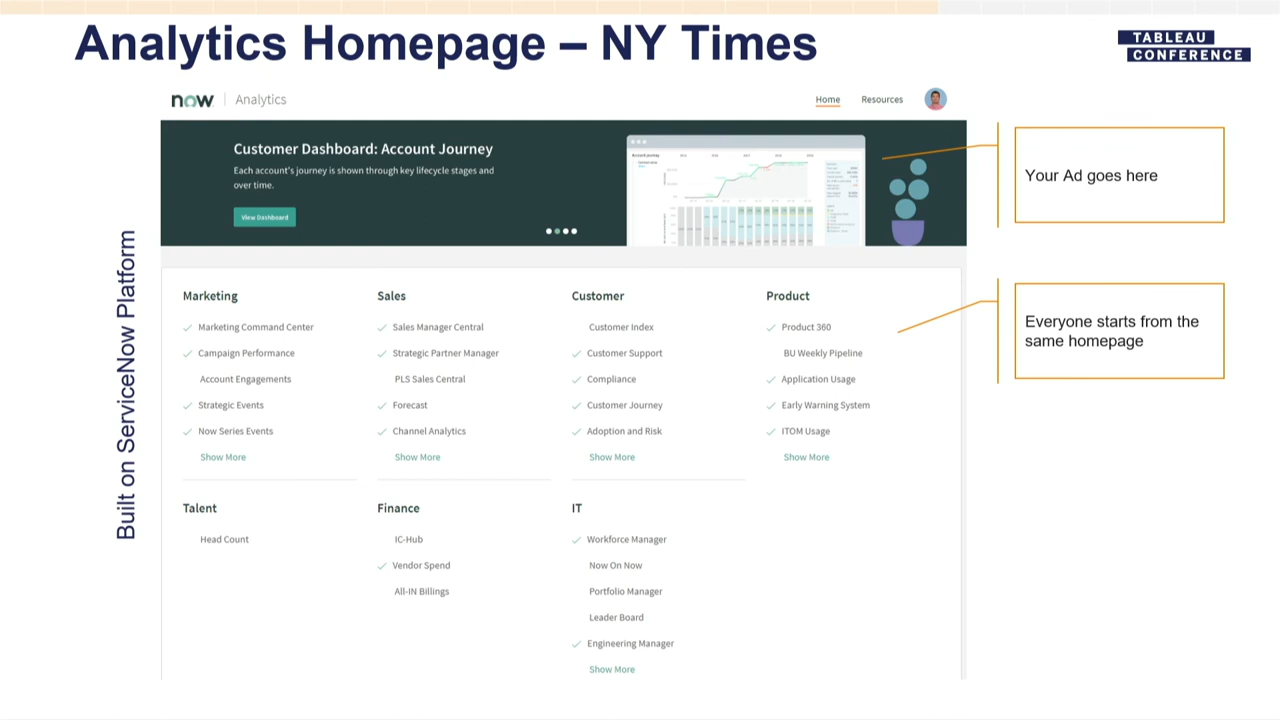 Analytics Homepage – NY Times
TABLEAU
CONFERENCE
now
Analytics
Home
Resources
Customer Dashboard: Account Journey
Each account's journey is shown through key lifecycle stages and
over time.
View Dashboard
Your Ad goes here
Everyone starts from the
same homepage
Built on ServiceNow Platform
Marketing
Marketing Command Center
Campaign Performance
Account Engagements
Strategic Events
Now Series Events
Show More
Sales
Sales Manager Central
Strategic Partner Manager
PLS Sales Central
Forecast
Channel Analytics
Show More
Customer
Customer Index
Customer Support
Compliance
Customer Journey
Adoption and Risk
Show More
Product
Product 360
BU Weekly Pipeline
Application Usage
Early Warning System
ITOM Usage
Show More
Talent
Head Count
Finance
IC-Hub
Vendor Spend
All-IN Billings
IT
Workforce Manager
Now On Now
Portfolio Manager
Leader Board
Engineering Manager
Show More